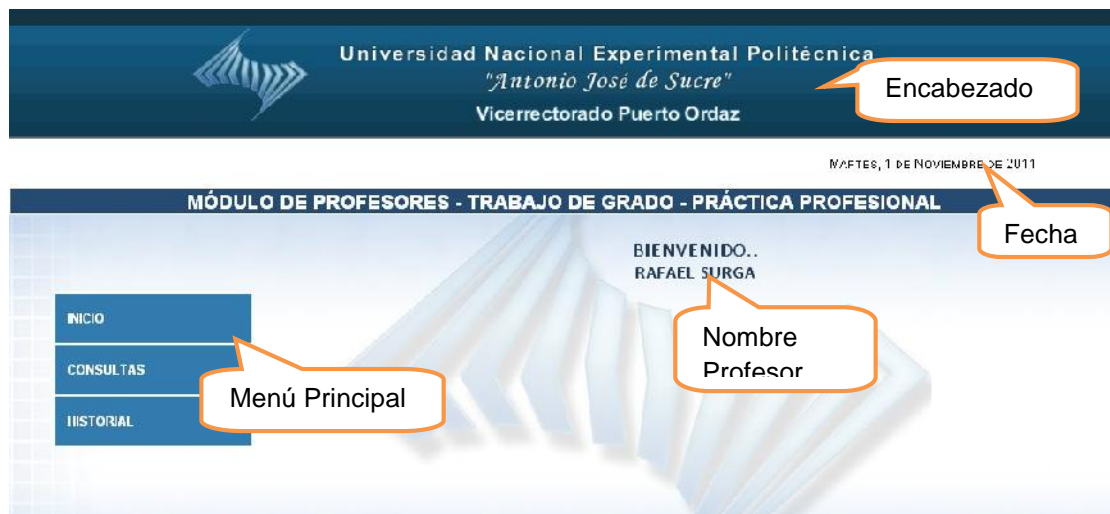 Universidad Nacional Experimental Politécnica
"Antonio José de Sucre"
Vicerrectorado Puerto Ordaz
Encabezado
MARTES, 1 DE NOVIEMBRE DE 2011
MÓDULO DE PROFESORES - TRABAJO DE GRADO - PRÁCTICA PROFESIONAL
Fecha
BIENVENIDO..
RAFAEL SURGA
Nombre
Profesor
INICIO
CONSULTAS
Menú Principal
HISTORIAL